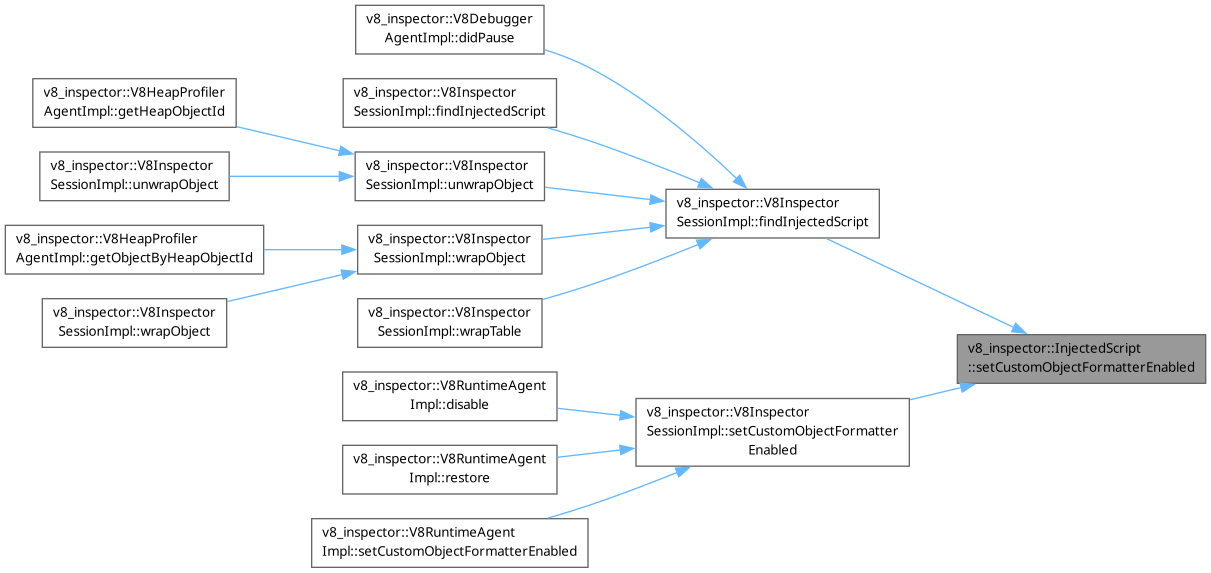 v8_inspector::V8Debugger
AgentImpl::didPause
v8_inspector::V8HeapProfiler
AgentImpl::getHeapObjectId
v8_inspector::V8Inspector
SessionImpl::findInjectedScript
v8_inspector::V8Inspector
SessionImpl::unwrapObject
v8_inspector::V8Inspector
SessionImpl::unwrapObject
v8_inspector::V8Inspector
SessionImpl::findInjectedScript
v8_inspector::V8HeapProfiler
AgentImpl::getObjectByHeapObjectId
v8_inspector::V8Inspector
SessionImpl::wrapObject
v8_inspector::V8Inspector
SessionImpl::wrapObject
v8_inspector::V8Inspector
SessionImpl::wrapTable
v8_inspector::InjectedScript
::setCustomObjectFormatterEnabled
v8_inspector::V8RuntimeAgent
Impl::disable
v8_inspector::V8Inspector
SessionImpl::setCustomObjectFormatter
Enabled
v8_inspector::V8RuntimeAgent
Impl::restore
v8_inspector::V8RuntimeAgent
Impl::setCustomObjectFormatterEnabled